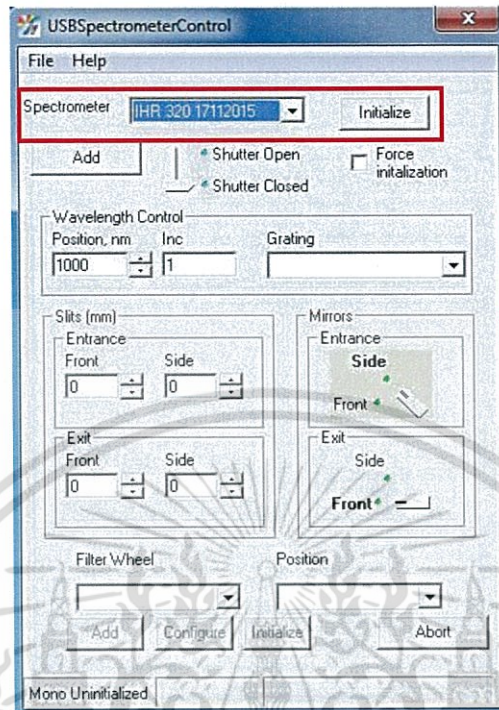 USBSpectrometerControl
File Help
Spectrometer IHR 320 17112015 Initialize
Add Shutter Open Force initalization
Shutter Closed
Wavelength Control
Position, nm Inc Grating
1000 1
Slits (mm) Mirrors
Entrance Entrance
Front Side Side
0 0 Front
Exit Exit
Front Side Side
0 0 Front
Filter Wheel Position
Add Configure Initialize Abort
Mono Uninitialized